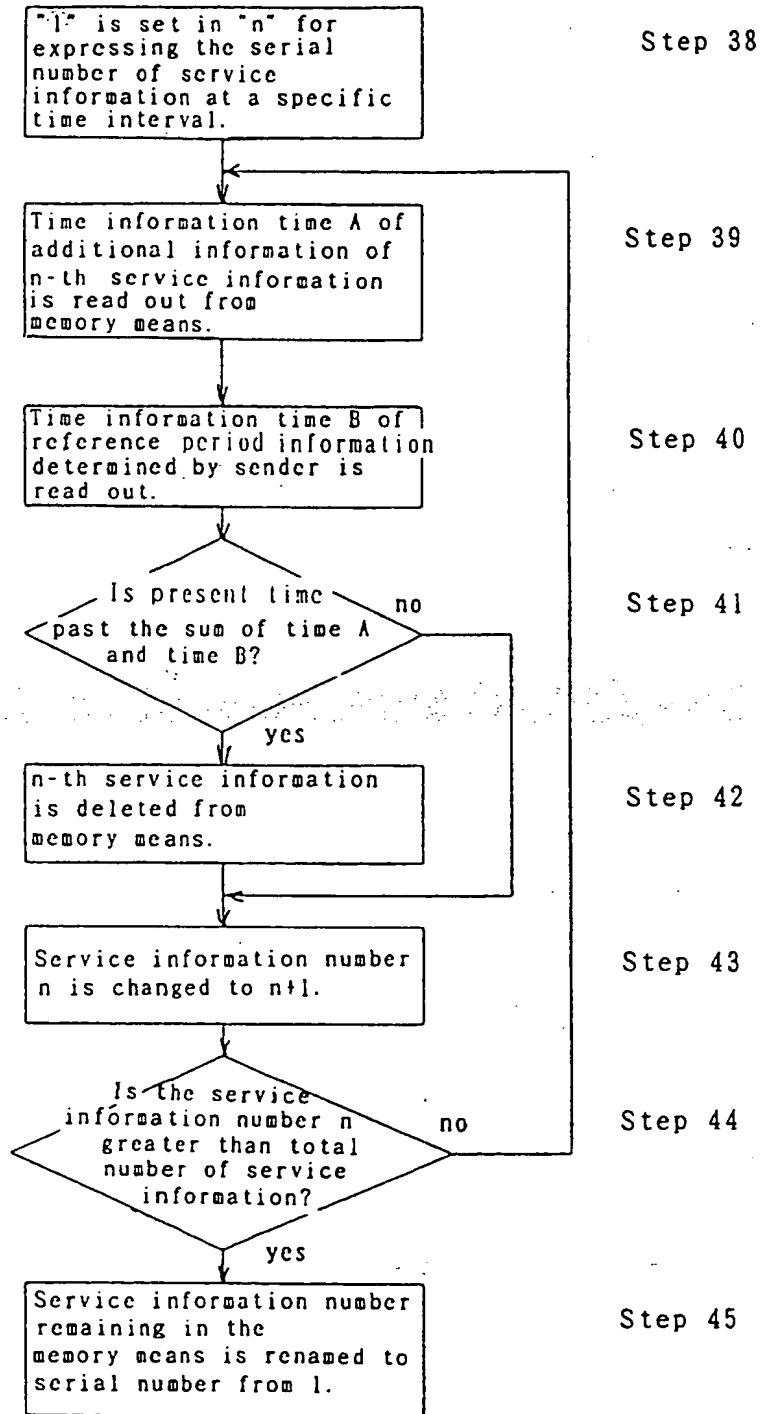 "1" is set in "n" for
expressing the serial
number of service
information at a specific
time interval.
Step 38
Time information time A of
additional information of
n-th service information
is read out from
memory means.
Step 39
Time information time B of
reference period information
determined by sender is
read out.
Step 40
Is present time
past the sum of time A
and time B?
no
Step 41
yes
n-th service information
is deleted from
memory means.
Step 42
Service information number
n is changed to n+1.
Step 43
Is the service
information number n
greater than total
number of service
information?
no
Step 44
yes
Service information number
remaining in the
memory means is renamed to
serial number from 1.
Step 45